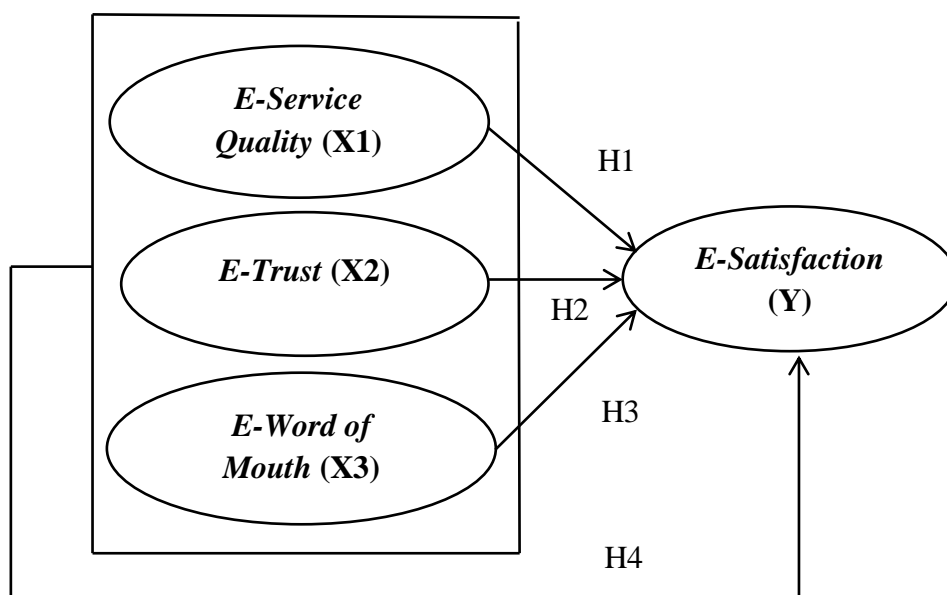 E-Service
Quality (X1)
H1
E-Trust (X2)
E-Satisfaction
(Y)
H2
E-Word of
Mouth (X3)
H3
H4